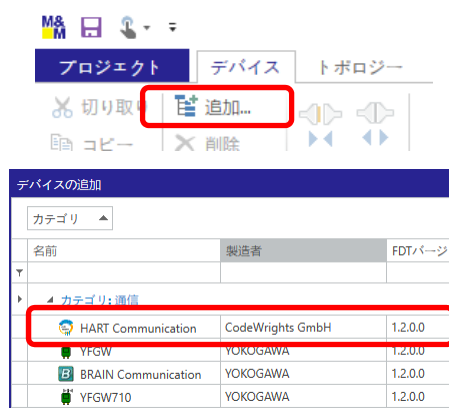 M&M
プロジェクト デバイス トポロジー
切り取り 追加...
コピー 削除
デバイスの追加
カテゴリ
名前 製造者 FDTバージ
カテゴリ: 通信
HART Communication CodeWrights GmbH 1.2.0.0
YFGW YOKOGAWA 1.2.0.0
B BRAIN Communication YOKOGAWA 1.2.0.0
YFGW710 YOKOGAWA 1.2.0.0